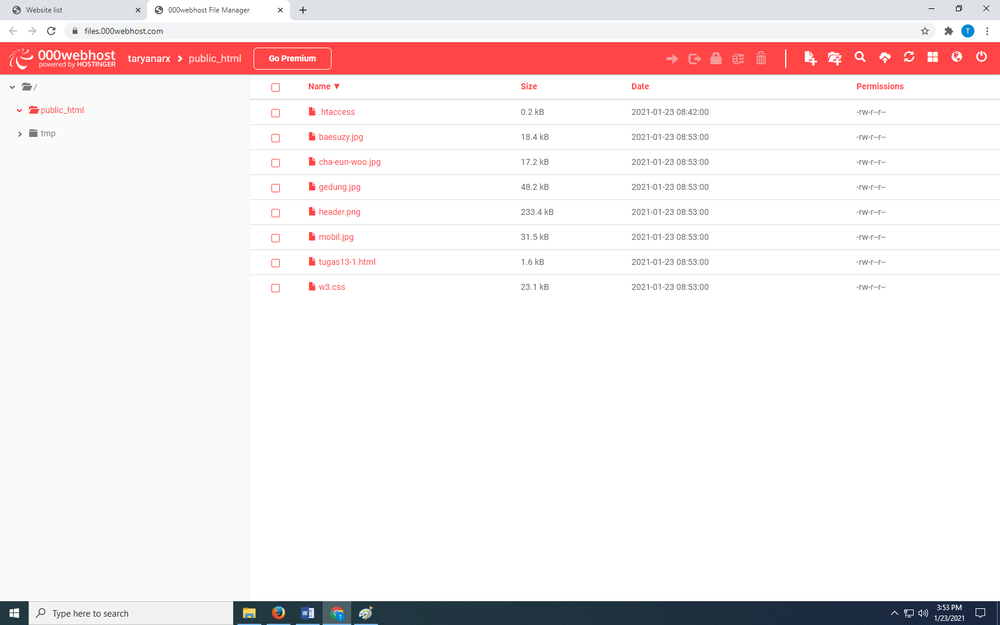 Website list
000webhost File Manager
files.000webhost.com
T
000webhost
powered by HOSTINGER
taryanarx
public_html
Go Premium
/
public_html
tmp
Name ▼ Size Date Permissions
.htaccess 0.2 kB 2021-01-23 08:42:00 -rw-r--r--
baesuzy.jpg 18.4 kB 2021-01-23 08:53:00 -rw-r--r--
cha-eun-woo.jpg 17.2 kB 2021-01-23 08:53:00 -rw-r--r--
gedung.jpg 48.2 kB 2021-01-23 08:53:00 -rw-r--r--
header.png 233.4 kB 2021-01-23 08:53:00 -rw-r--r--
mobil.jpg 31.5 kB 2021-01-23 08:53:00 -rw-r--r--
tugas13-1.html 1.6 kB 2021-01-23 08:53:00 -rw-r--r--
w3.css 23.1 kB 2021-01-23 08:53:00 -rw-r--r--
Type here to search
W
T
3:53 PM
1/23/2021